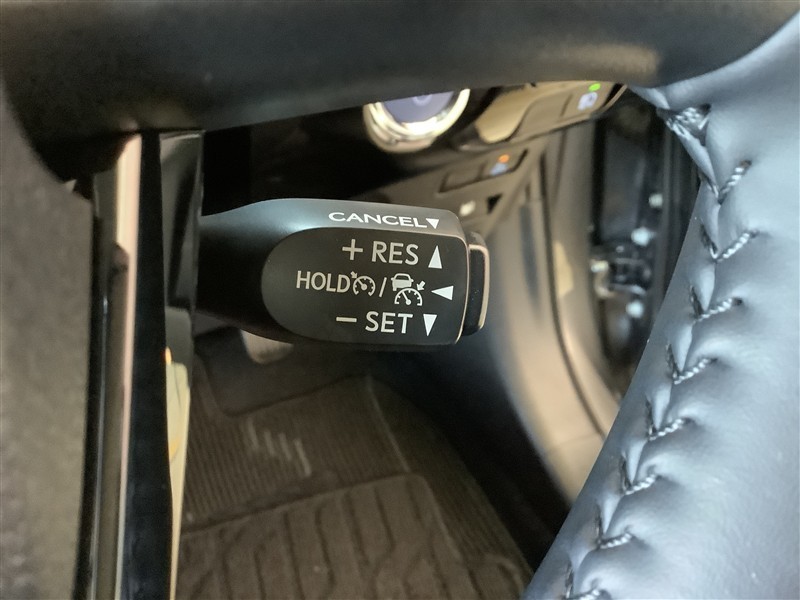 CANCEL▼
+ RES ▲
HOLD / ◀
− SET ▼